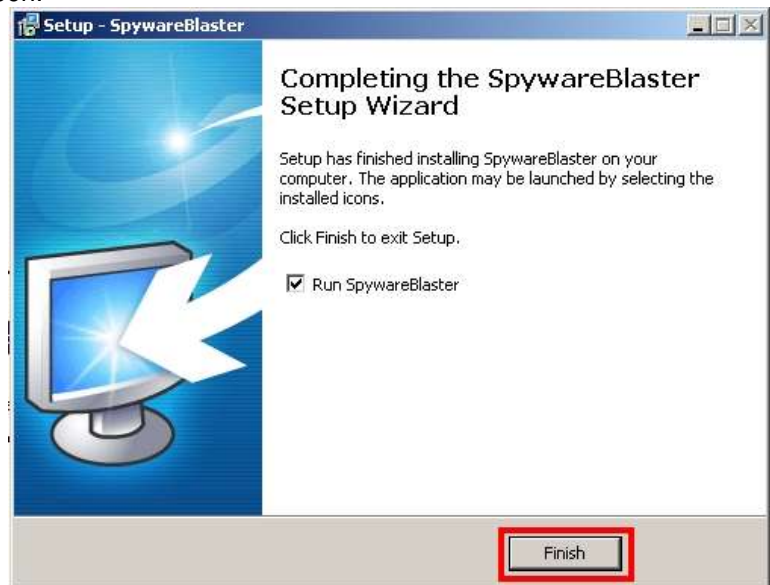 Setup - SpywareBlaster
Completing the SpywareBlaster
Setup Wizard
Setup has finished installing SpywareBlaster on your
computer. The application may be launched by selecting the
installed icons.
Click Finish to exit Setup.
Run SpywareBlaster
Finish